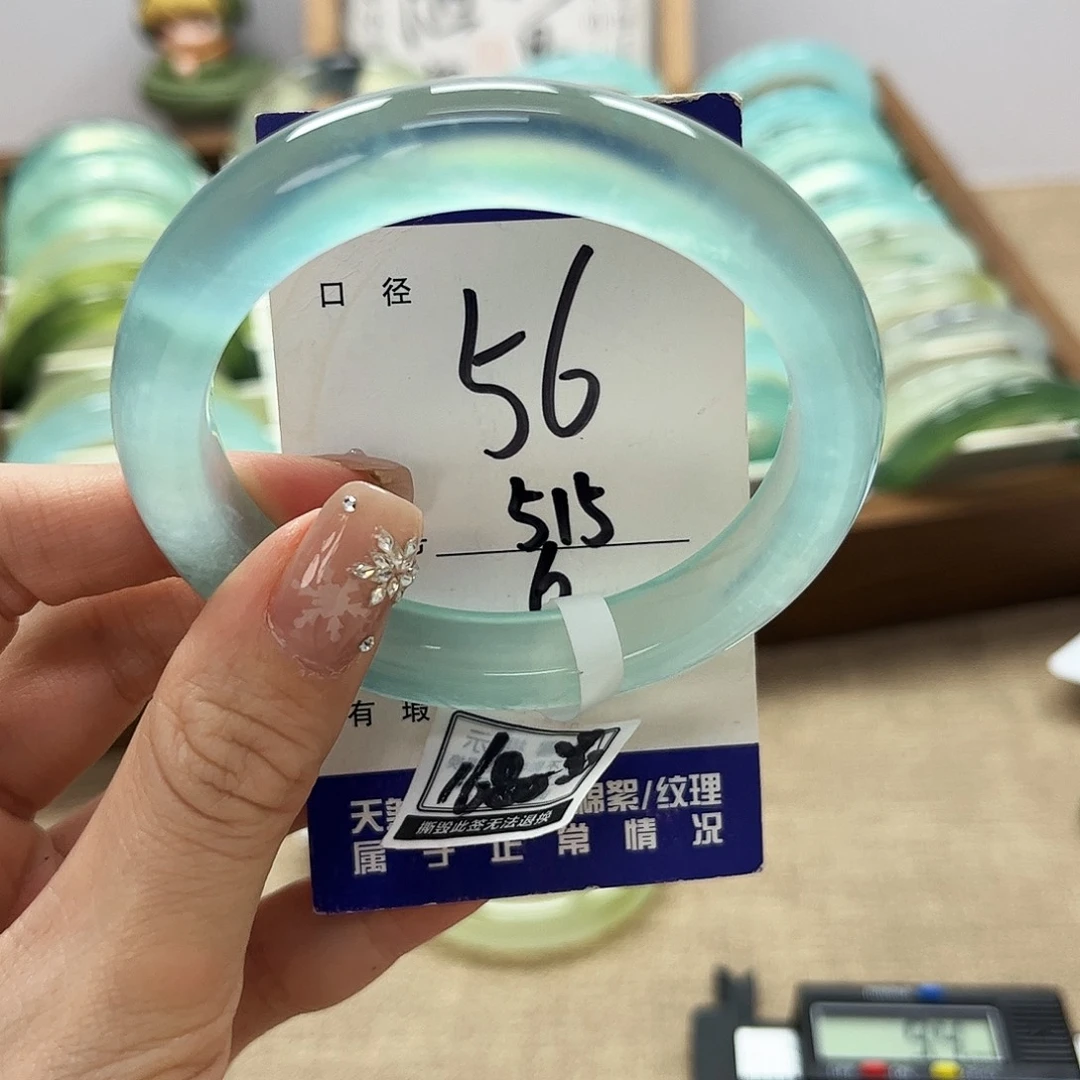 口 径
56
515
有 瑕
撕毁此签无法退换
天 棉絮/纹理
属 于 正 常 情 况